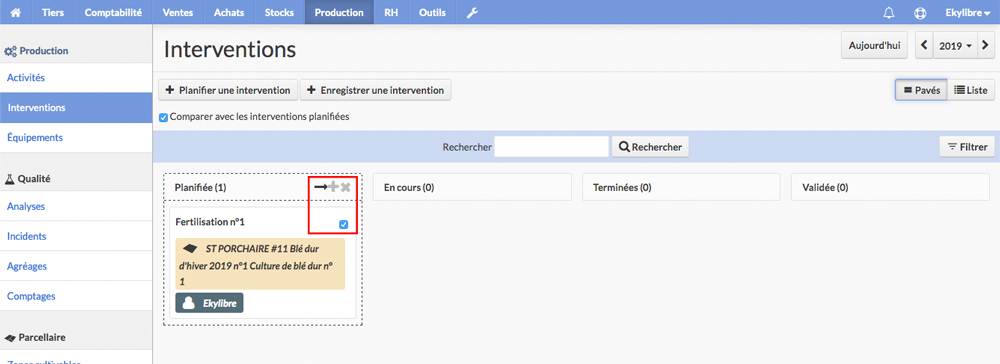 Tiers Comptabilité Ventes Achats Stocks Production RH Outils Ekylibre
Production
Activités
Interventions
Équipements
Qualité
Analyses
Incidents
Agréages
Comptages
Parcellaire
Zones cultivables
Interventions
Aujourd'hui 2019
Planifier une intervention Enregistrer une intervention
Pavés Liste
Comparer avec les interventions planifiées
Rechercher Rechercher Filtrer
Planifiée (1) En cours (0) Terminées (0) Validée (0)
Fertilisation n°1
ST PORCHAIRE #11 Blé dur
d'hiver 2019 n°1 Culture de blé dur n°
1
Ekylibre